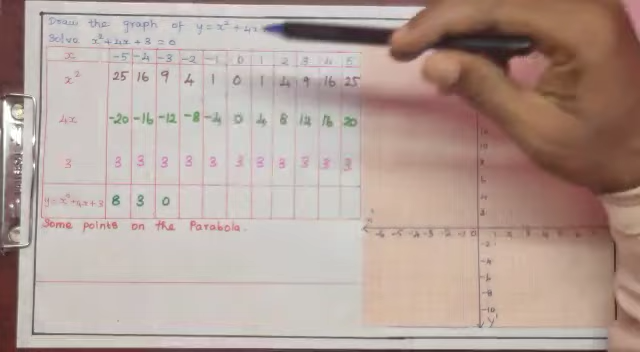 Draw the graph of y = x² + 4x
Solve x² + 4x + 3 = 0
x -5 -4 -3 -2 -1 0 1 2 3 4 5
x² 25 16 9 4 1 0 1 4 9 16 25
4x -20 -16 -12 -8 -4 0 4 8 12 16 20
3 3 3 3 3 3 3 3 3 3 3 3
y = x² + 4x + 3 8 3 0
Some points on the Parabola.